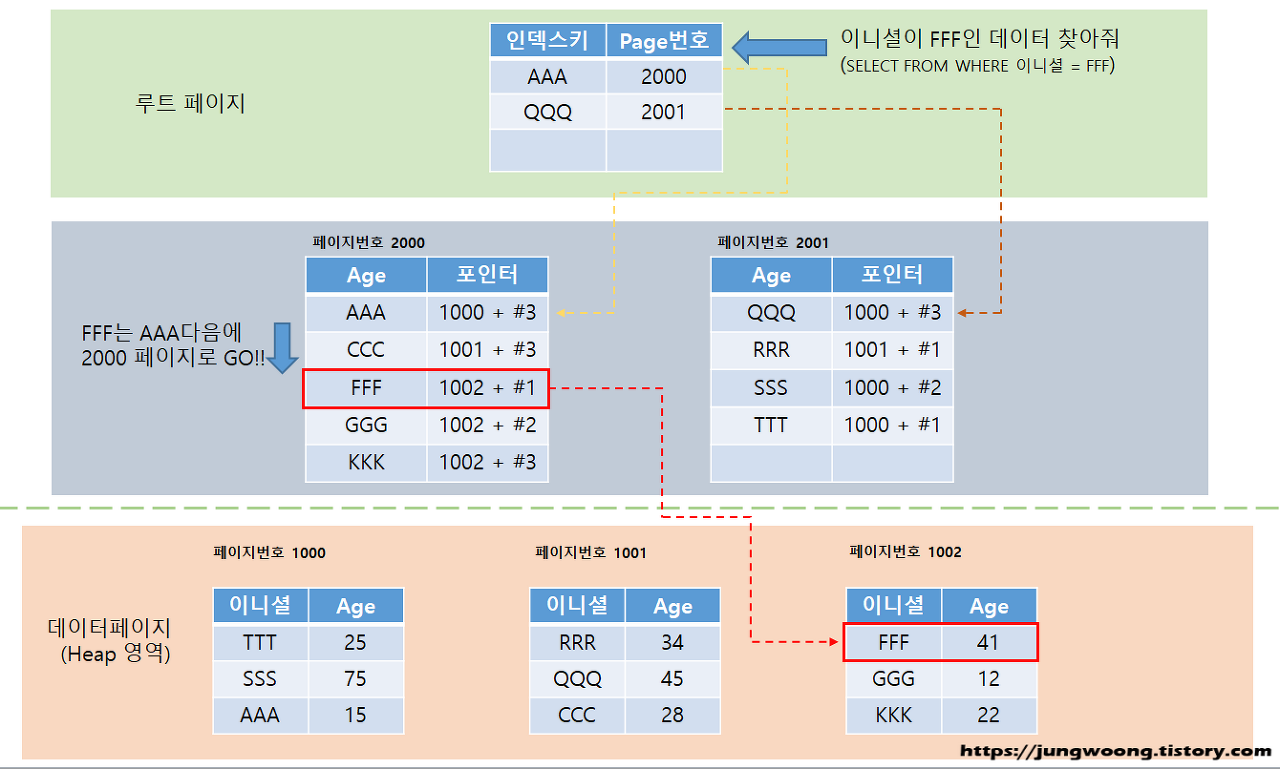 인덱스키 Page번호
AAA 2000
QQQ 2001
이니셜이 FFF인 데이터 찾아줘
(SELECT FROM WHERE 이니셜 = FFF)
루트 페이지
페이지번호 2000
Age 포인터
AAA 1000 + #3
CCC 1001 + #3
FFF 1002 + #1
GGG 1002 + #2
KKK 1002 + #3
FFF는 AAA다음에
2000 페이지로 GO!!
페이지번호 2001
Age 포인터
QQQ 1000 + #3
RRR 1001 + #1
SSS 1000 + #2
TTT 1000 + #1
데이터페이지
(Heap 영역)
페이지번호 1000
이니셜 Age
TTT 25
SSS 75
AAA 15
페이지번호 1001
이니셜 Age
RRR 34
QQQ 45
CCC 28
페이지번호 1002
이니셜 Age
FFF 41
GGG 12
KKK 22
https://jungwoong.tistory.com